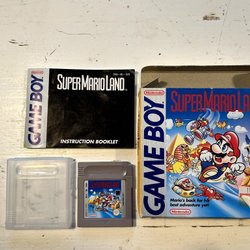 GAME BOY
SUPER MARIO LAND
INSTRUCTION BOOKLET
Nintendo
GAME BOY
SUPER MARIO LAND
Mario's back for his
best adventure yet!
Nintendo